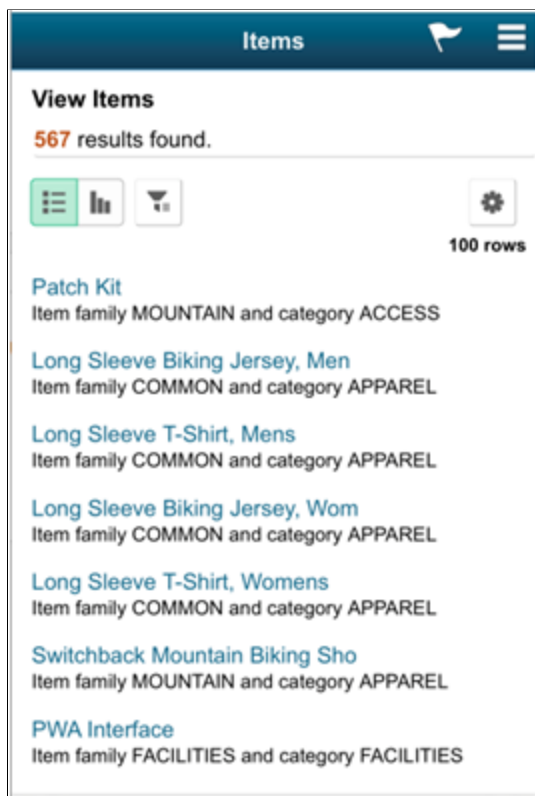 Items
View Items
567 results found.
100 rows
Patch Kit
Item family MOUNTAIN and category ACCESS
Long Sleeve Biking Jersey, Men
Item family COMMON and category APPAREL
Long Sleeve T-Shirt, Mens
Item family COMMON and category APPAREL
Long Sleeve Biking Jersey, Wom
Item family COMMON and category APPAREL
Long Sleeve T-Shirt, Womens
Item family COMMON and category APPAREL
Switchback Mountain Biking Sho
Item family MOUNTAIN and category APPAREL
PWA Interface
Item family FACILITIES and category FACILITIES